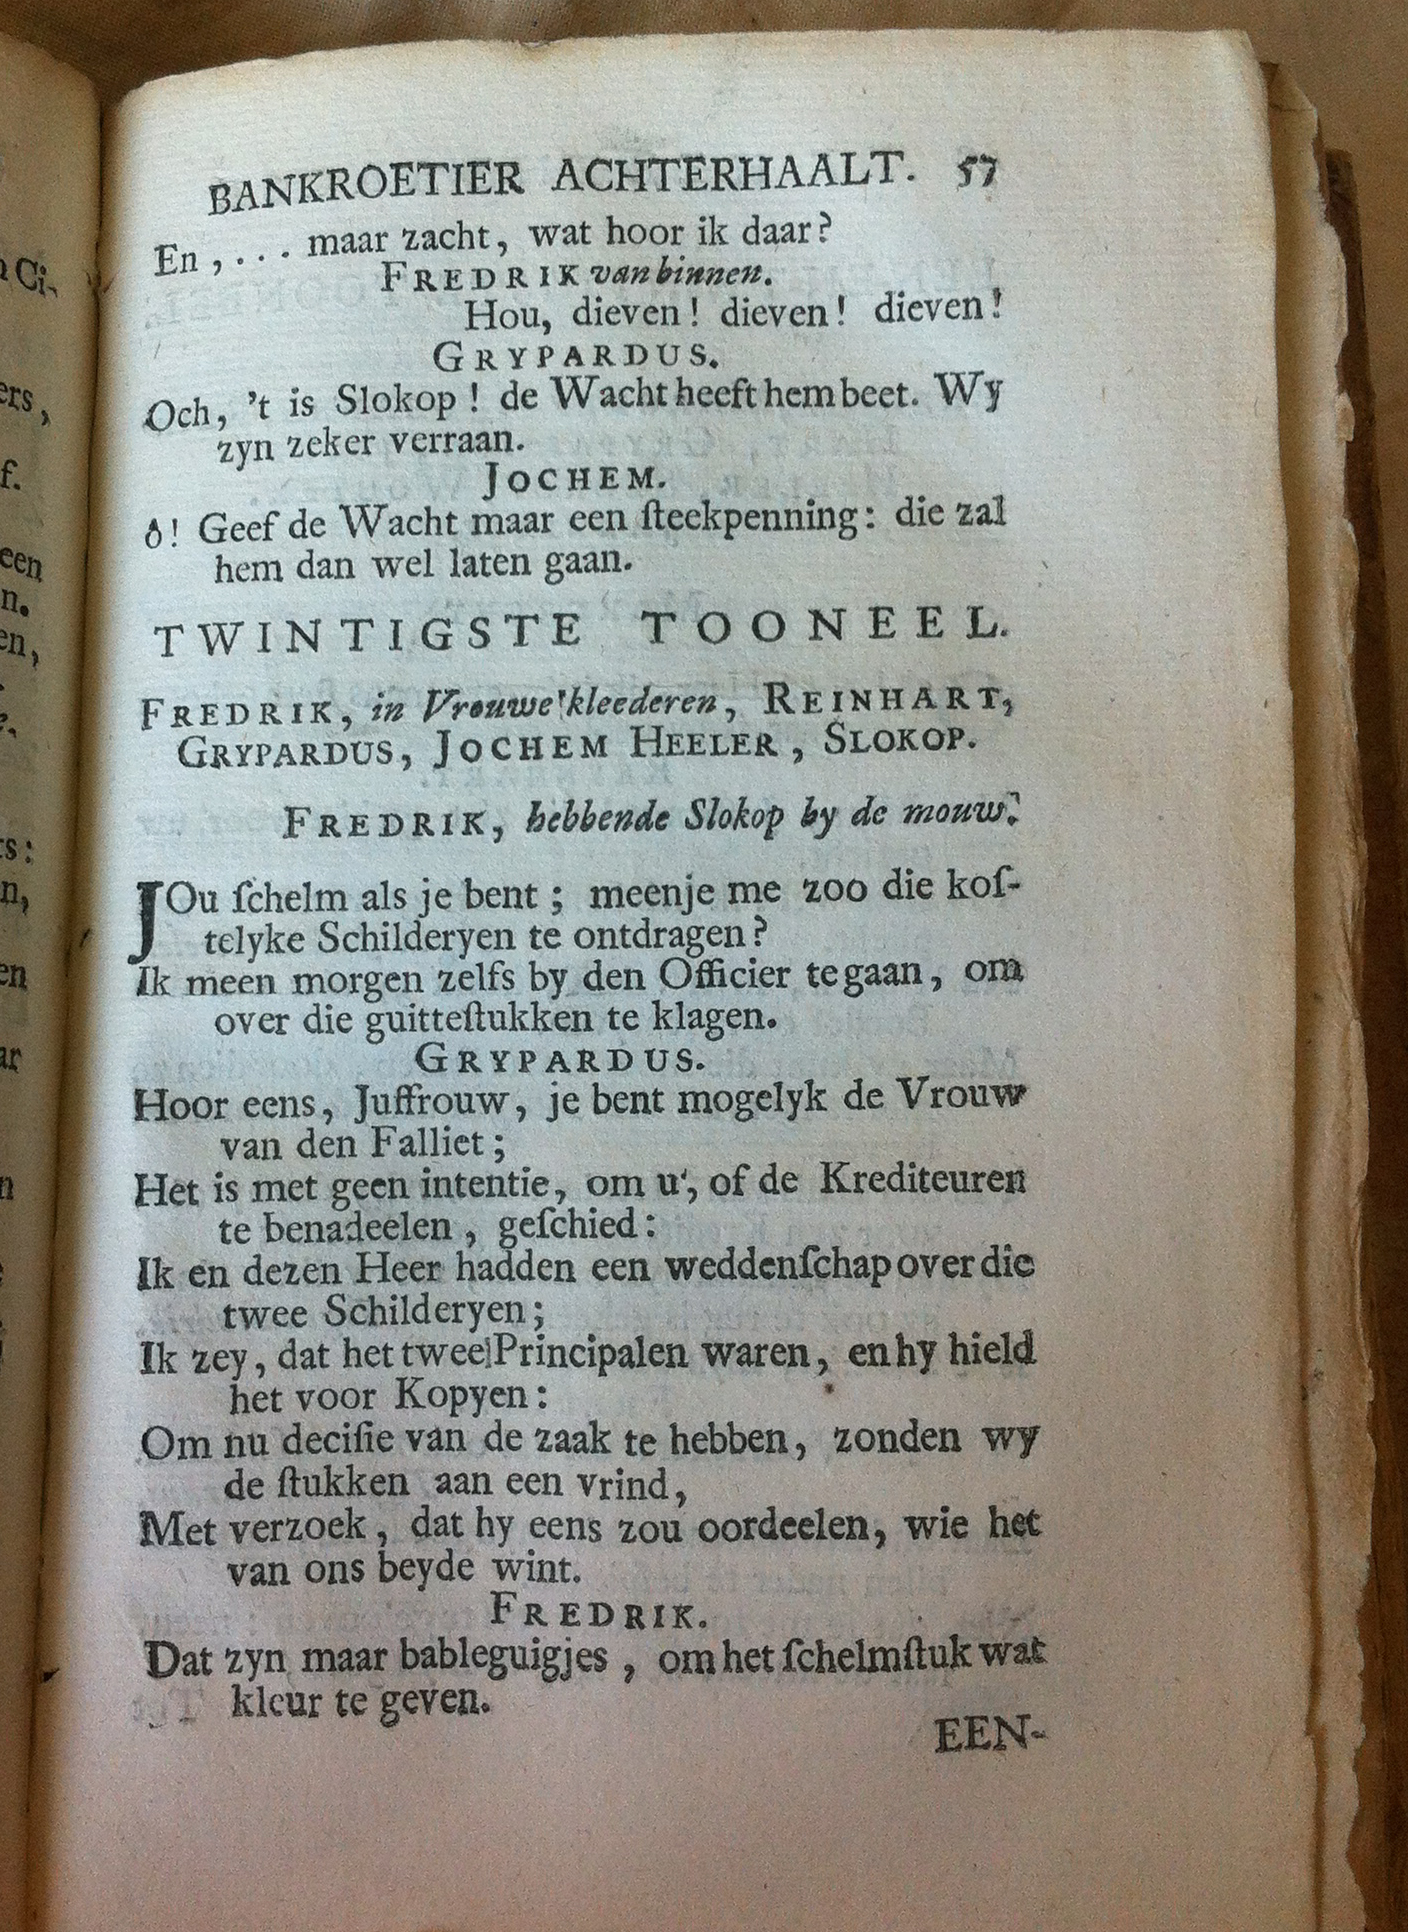 n Ci-
ers,
f.
een
n.
en,
ts:
n,
en
ar
n
BANKROETIER ACHTERHAALT. 57
En, ... maar zacht, wat hoor ik daar?
FREDRIK van binnen.
Hou, dieven! dieven! dieven!
GRYPARDUS.
Och, 't is Slokop! de Wacht heeft hem beet. Wy
zyn zeker verraan.
JOCHEM.
ô! Geef de Wacht maar een ſteekpenning: die zal
hem dan wel laten gaan.
TWINTIGSTE TOONEEL.
FREDRIK, in Vrouwe kleederen, REINHART,
GRYPARDUS, JOCHEM HEELER, SLOKOP.
FREDRIK, hebbende Slokop by de mouw.
JOu ſchelm als je bent; meenje me zoo die koſ-
telyke Schilderyen te ontdragen?
Ik meen morgen zelfs by den Officier te gaan, om
over die guitteſtukken te klagen.
GRYPARDUS.
Hoor eens, Juffrouw, je bent mogelyk de Vrouw
van den Falliet;
Het is met geen intentie, om u', of de Krediteuren
te benadeelen, geſchied:
Ik en dezen Heer hadden een weddenſchap over die
twee Schilderyen;
Ik zey, dat het twee Principalen waren, en hy hield
het voor Kopyen:
Om nu deciſie van de zaak te hebben, zonden wy
de ſtukken aan een vrind,
Met verzoek, dat hy eens zou oordeelen, wie het
van ons beyde wint.
FREDRIK.
Dat zyn maar bableguigjes, om het ſchelmſtuk wat
kleur te geven.
EEN-